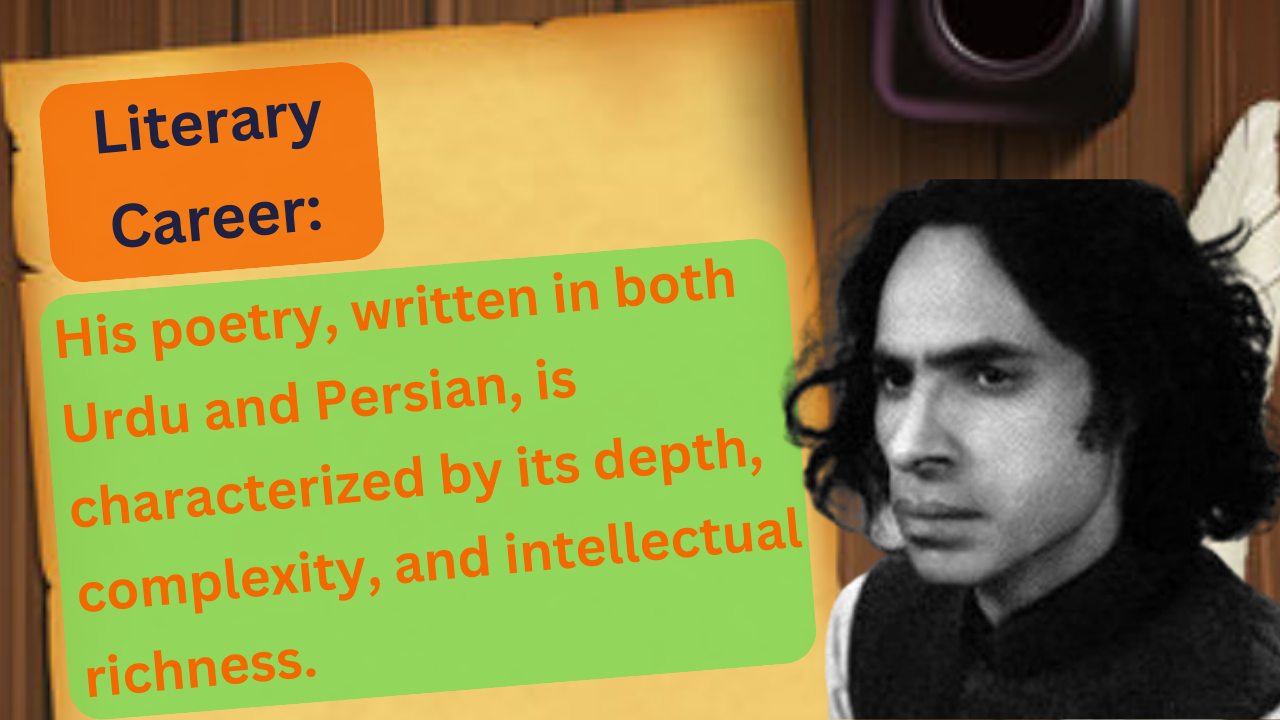 Literary
Career:
His poetry, written in both
Urdu and Persian, is
characterized by its depth,
complexity, and intellectual
richness.